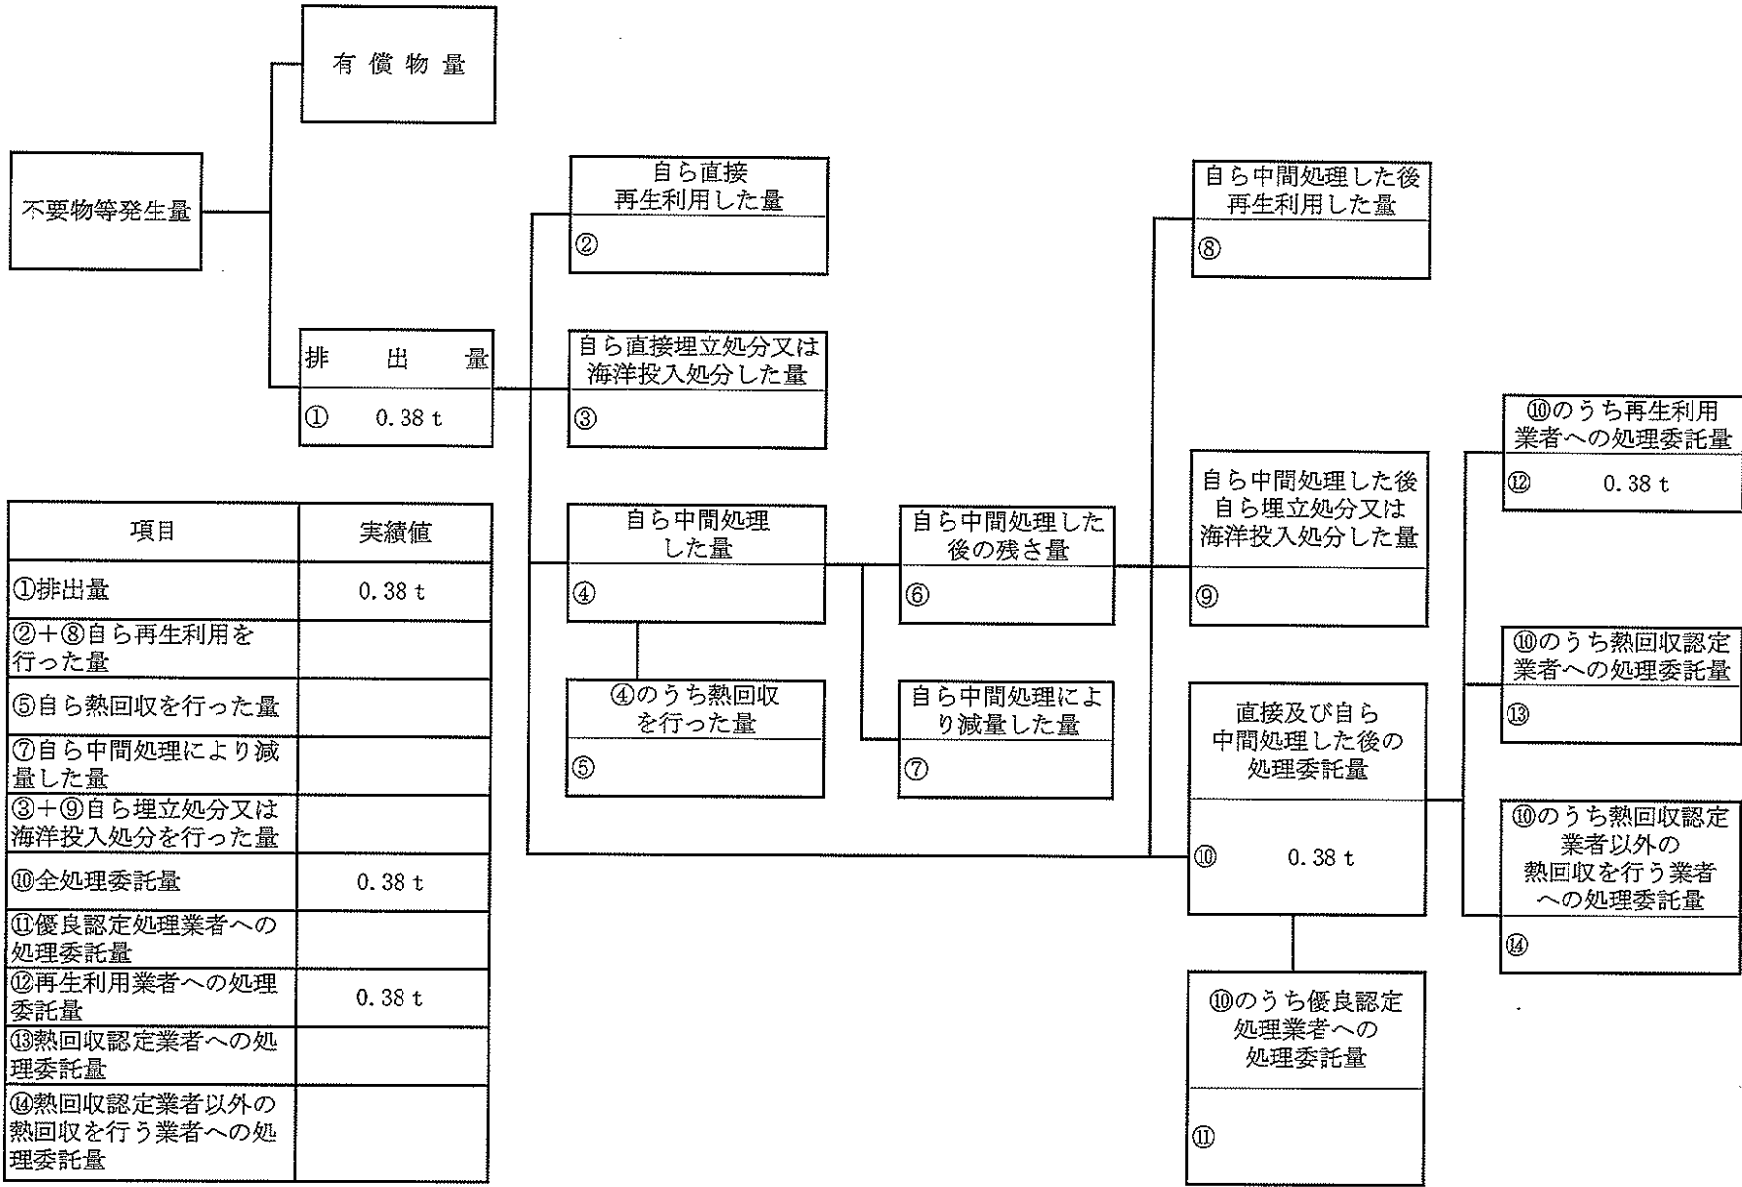 有償物量
不要物等発生量
排出量
① 0.38 t
自ら直接
再生利用した量
②
自ら直接埋立処分又は
海洋投入処分した量
③
自ら中間処理
した量
④
④のうち熱回収
を行った量
⑤
自ら中間処理した
後の残さ量
⑥
自ら中間処理によ
り減量した量
⑦
自ら中間処理した後
再生利用した量
⑧
自ら中間処理した後
自ら埋立処分又は
海洋投入処分した量
⑨
直接及び自ら
中間処理した後の
処理委託量
⑩ 0.38 t
⑩のうち優良認定
処理業者への
処理委託量
⑪
⑩のうち再生利用
業者への処理委託量
⑫ 0.38 t
⑩のうち熱回収認定
業者への処理委託量
⑬
⑩のうち熱回収認定
業者以外の
熱回収を行う業者
への処理委託量
⑭
項目 実績値
①排出量 0.38 t
②+⑧自ら再生利用を
行った量
⑤自ら熱回収を行った量
⑦自ら中間処理により減
量した量
③+⑨自ら埋立処分又は
海洋投入処分を行った量
⑩全処理委託量 0.38 t
⑪優良認定処理業者への
処理委託量
⑫再生利用業者への処理
委託量 0.38 t
⑬熱回収認定業者への処
理委託量
⑭熱回収認定業者以外の
熱回収を行う業者への処
理委託量